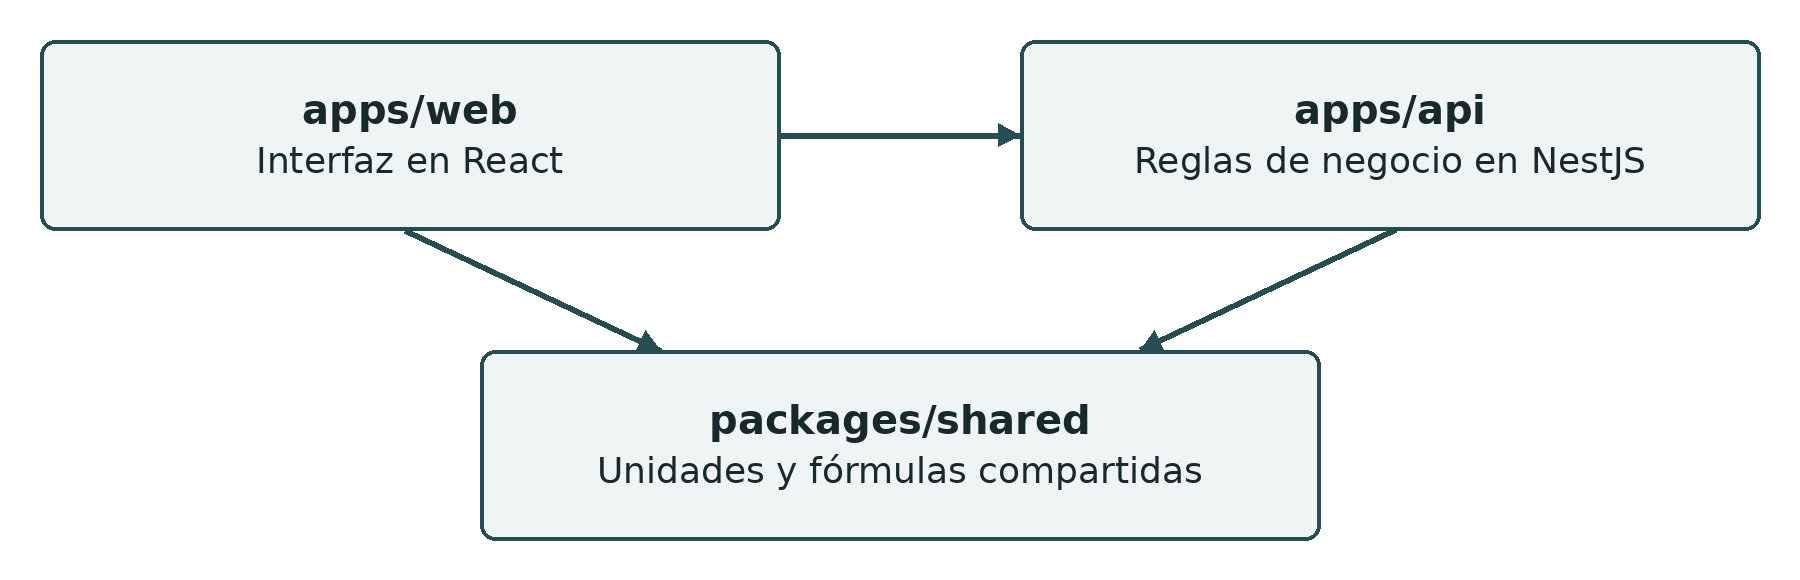 apps/web
Interfaz en React
apps/api
Reglas de negocio en NestJS
packages/shared
Unidades y fórmulas compartidas